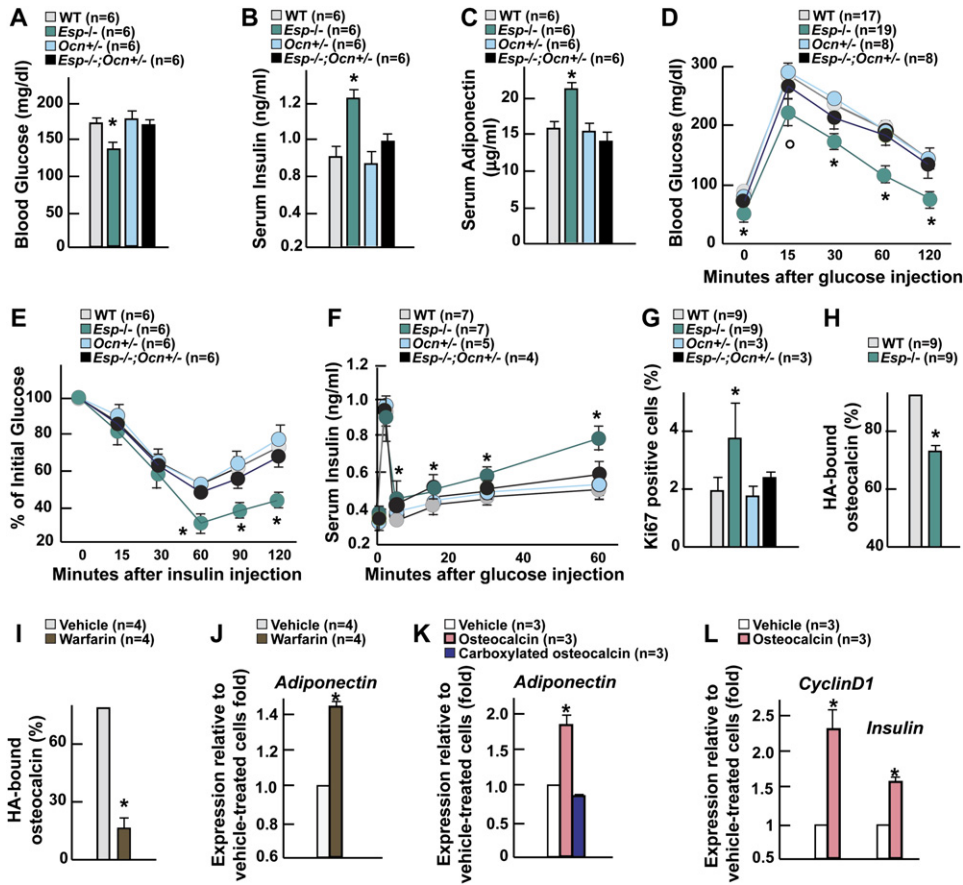 A
WT (n=6)
Esp-/- (n=6)
Ocn+/- (n=6)
Esp-/-;Ocn+/- (n=6)
Blood Glucose (mg/dl)
200
150
100
50
0
*
B
WT (n=6)
Esp-/- (n=6)
Ocn+/- (n=6)
Esp-/-;Ocn+/- (n=6)
Serum Insulin (ng/ml)
1.2
0.8
0.4
0.2
*
C
WT (n=6)
Esp-/- (n=6)
Ocn+/- (n=6)
Esp-/-;Ocn+/- (n=6)
Serum Adiponectin
(µg/ml)
20
15
10
5
0
*
D
WT (n=17)
Esp-/- (n=19)
Ocn+/- (n=8)
Esp-/-;Ocn+/- (n=8)
Blood Glucose (mg/dl)
300
200
100
0
* * * *
0 15 30 60 120
Minutes after glucose injection
E
WT (n=6)
Esp-/- (n=6)
Ocn+/- (n=6)
Esp-/-;Ocn+/- (n=6)
% of Initial Glucose
100
80
60
40
20
* * *
0 15 30 60 90 120
Minutes after insulin injection
F
WT (n=7)
Esp-/- (n=7)
Ocn+/- (n=5)
Esp-/-;Ocn+/- (n=4)
Serum Insulin (ng/ml)
1.2
1.0
0.8
0.6
0.4
0.2
* * * *
0 20 40 60
Minutes after glucose injection
G
WT (n=9)
Esp-/- (n=9)
Ocn+/- (n=3)
Esp-/-;Ocn+/- (n=3)
Ki67 positive cells (%)
6
4
2
0
*
H
WT (n=9)
Esp-/- (n=9)
HA-bound
osteocalcin (%)
80
60
40
*
I
Vehicle (n=4)
Warfarin (n=4)
HA-bound
osteocalcin (%)
60
30
0
*
J
Vehicle (n=4)
Warfarin (n=4)
Adiponectin
Expression relative to
vehicle-treated cells (fold)
1.4
1.0
0.8
0.6
*
K
Vehicle (n=3)
Osteocalcin (n=3)
Carboxylated osteocalcin (n=3)
Adiponectin
Expression relative to
vehicle-treated cells (fold)
2.0
1.5
1.0
0.5
0
*
L
Vehicle (n=3)
Osteocalcin (n=3)
CyclinD1
Insulin
Expression relative to
vehicle-treated cells (fold)
2.5
2
1.5
1
0.5
* *